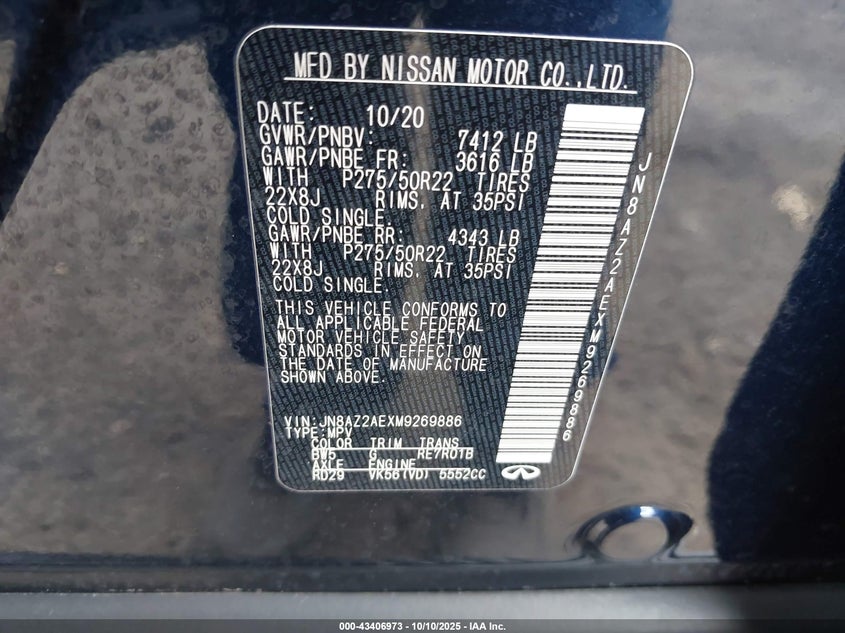 MFD BY NISSAN MOTOR CO.,LTD.
DATE: 10/20
GVWR/PNBV: 7412 LB
GAWR/PNBE FR: 3616 LB
WITH P275/50R22 TIRES
22X8J RIMS, AT 35PSI
COLD SINGLE.
GAWR/PNBE RR: 4343 LB
WITH P275/50R22 TIRES
22X8J RIMS, AT 35PSI
COLD SINGLE.
THIS VEHICLE CONFORMS TO
ALL APPLICABLE FEDERAL
MOTOR VEHICLE SAFETY
STANDARDS IN EFFECT ON
THE DATE OF MANUFACTURE
SHOWN ABOVE.
VIN:JN8AZ2AEXM9269886
TYPE:MPV
COLOR TRIM TRANS
BW5 G RE7R01B
AXLE ENGINE
RD29 VK56(VD) 5552CC
JN8AZ2AEXM9269886
000-43406973 - 10/10/2025 - IAA Inc.